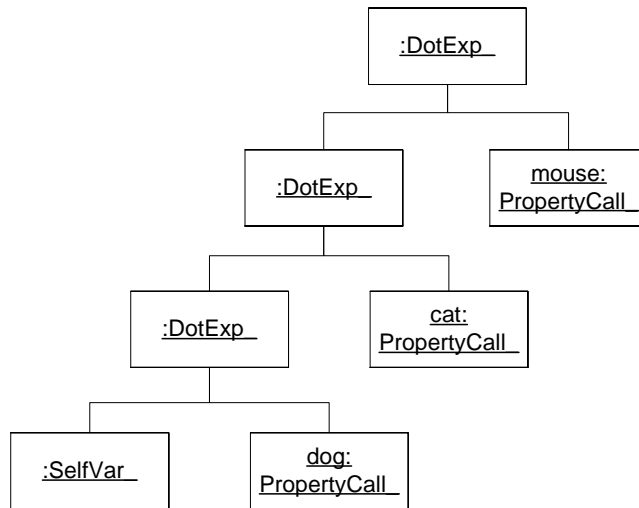 :DotExp_
:DotExp_
mouse:
PropertyCall_
:DotExp_
cat:
PropertyCall_
:SelfVar_
dog:
PropertyCall_